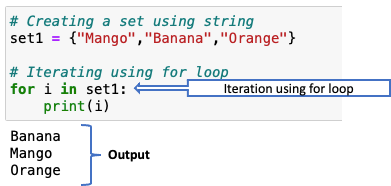 # Creating a set using string
set1 = {"Mango","Banana","Orange"}
# Iterating using for loop
for i in set1:
Iteration using for loop
    print(i)
Banana
Mango
Orange
Output